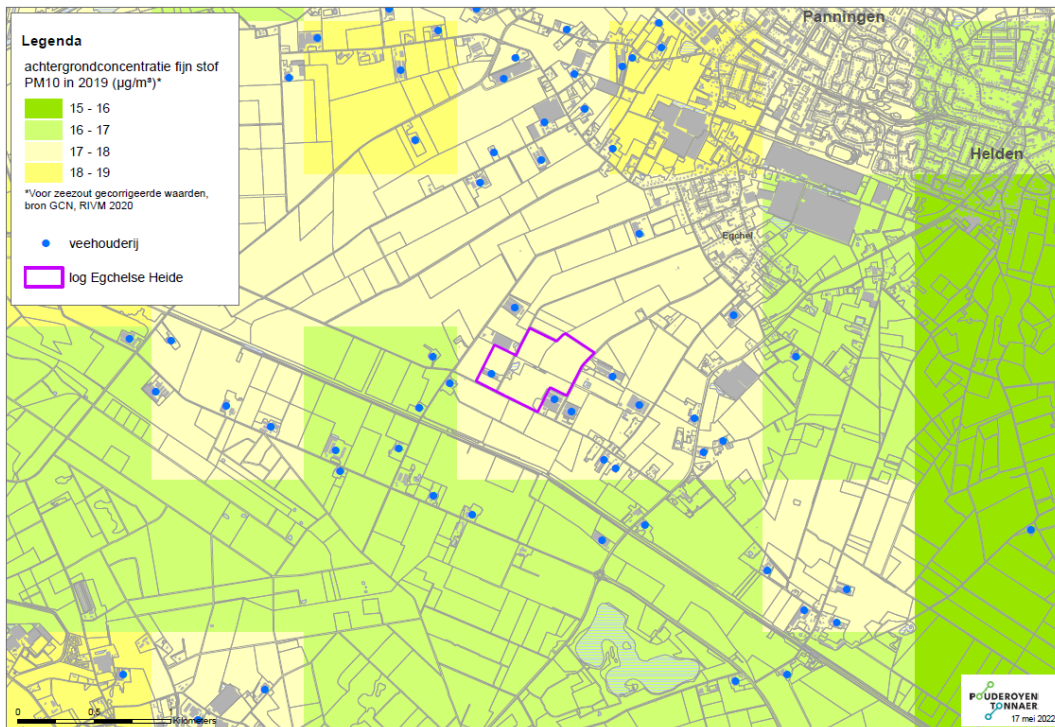 Legenda
achtergrondconcentratie fijn stof
PM10 in 2019 (µg/m³)*
15 - 16
16 - 17
17 - 18
18 - 19
*Voor zeezout gecorrigeerde waarden,
bron GCN, RIVM 2020
veehouderij
log Egchelse Heide
Panningen
Helden
Egchel
0 0,5 1
Kilometers
POUDEROYEN
TONNAER
17 mei 2022